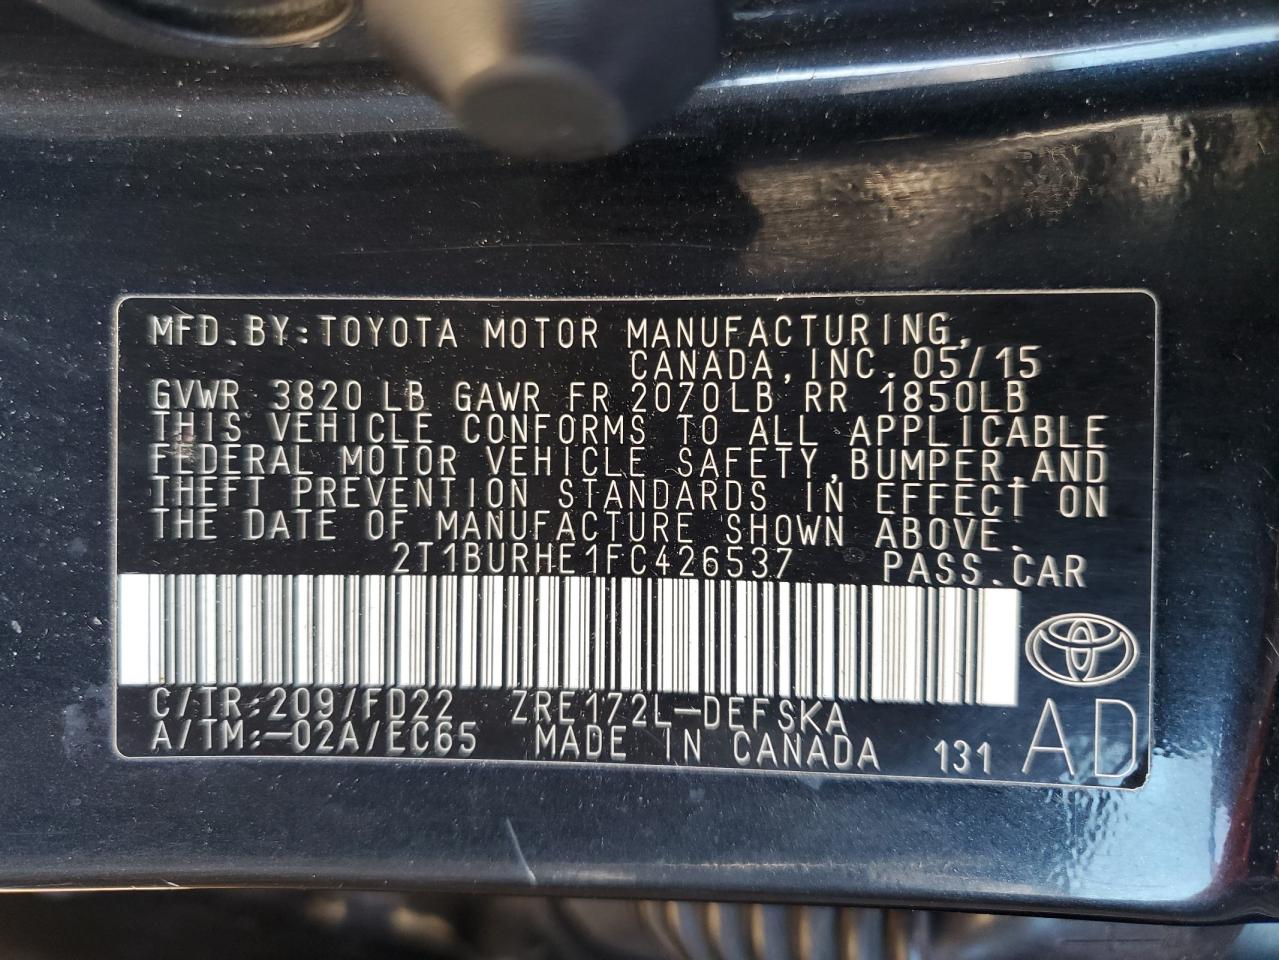 MFD.BY:TOYOTA MOTOR MANUFACTURING,
CANADA,INC. 05/15
GVWR 3820 LB GAWR FR 2070LB RR 1850LB
THIS VEHICLE CONFORMS TO ALL APPLICABLE
FEDERAL MOTOR VEHICLE SAFETY,BUMPER,AND
THEFT PREVENTION STANDARDS IN EFFECT ON
THE DATE OF MANUFACTURE SHOWN ABOVE.
2T1BURHE1FC426537 PASS.CAR
C/TR:209/FD22 ZRE172L-DEFSKA
A/TM:-02A/EC65 MADE IN CANADA 131 AD